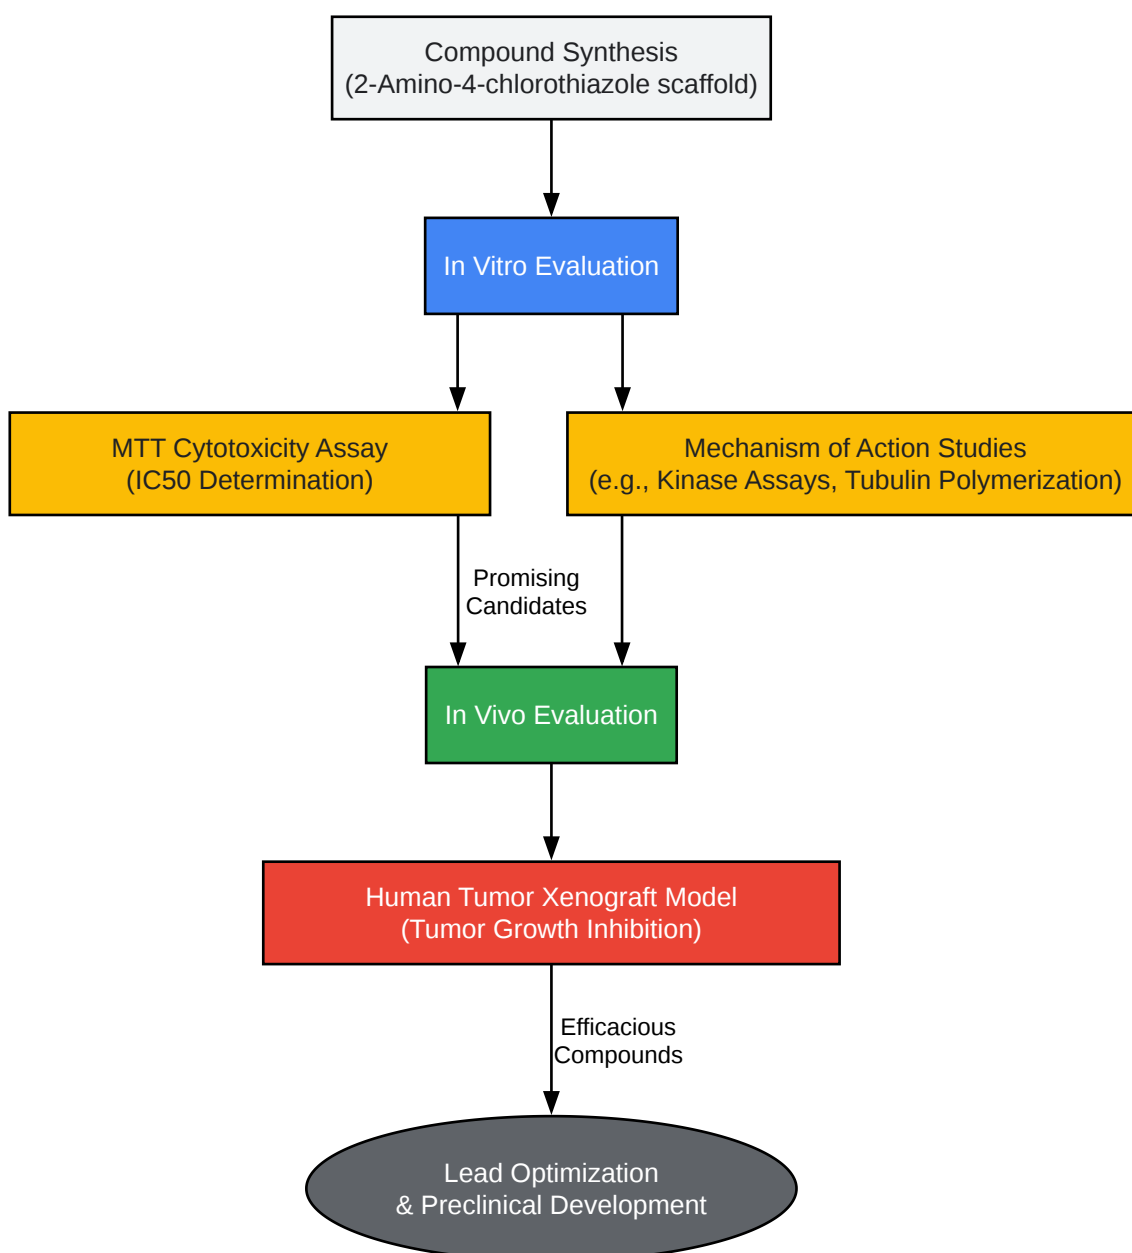 Compound Synthesis
(2-Amino-4-chlorothiazole scaffold)
In Vitro Evaluation
MTT Cytotoxicity Assay
(IC50 Determination)
Mechanism of Action Studies
(e.g., Kinase Assays, Tubulin Polymerization)
Promising
Candidates
In Vivo Evaluation
Human Tumor Xenograft Model
(Tumor Growth Inhibition)
Efficacious
Compounds
Lead Optimization
& Preclinical Development